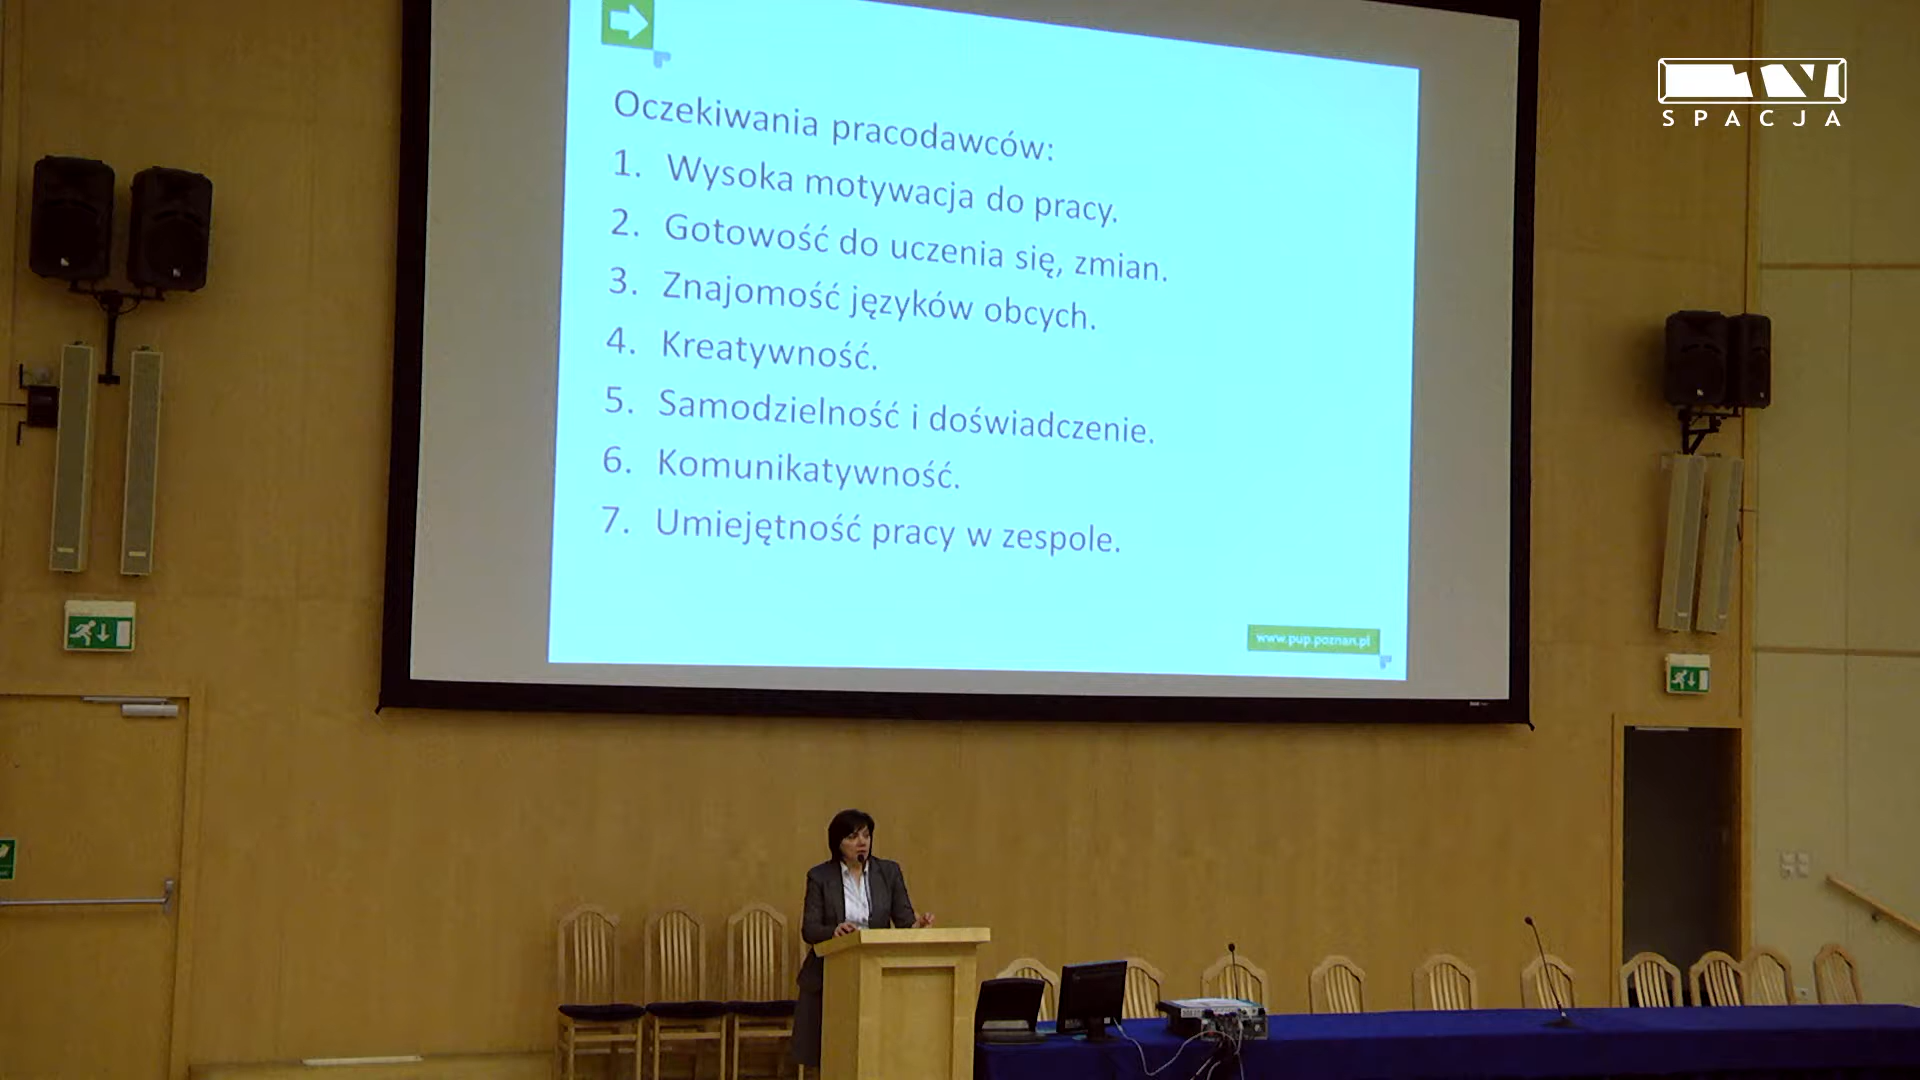 SPACJA
Oczekiwania pracodawców:
1. Wysoka motywacja do pracy.
2. Gotowość do uczenia się, zmian.
3. Znajomość języków obcych.
4. Kreatywność.
5. Samodzielność i doświadczenie.
6. Komunikatywność.
7. Umiejętność pracy w zespole.
www.pup.poznan.pl